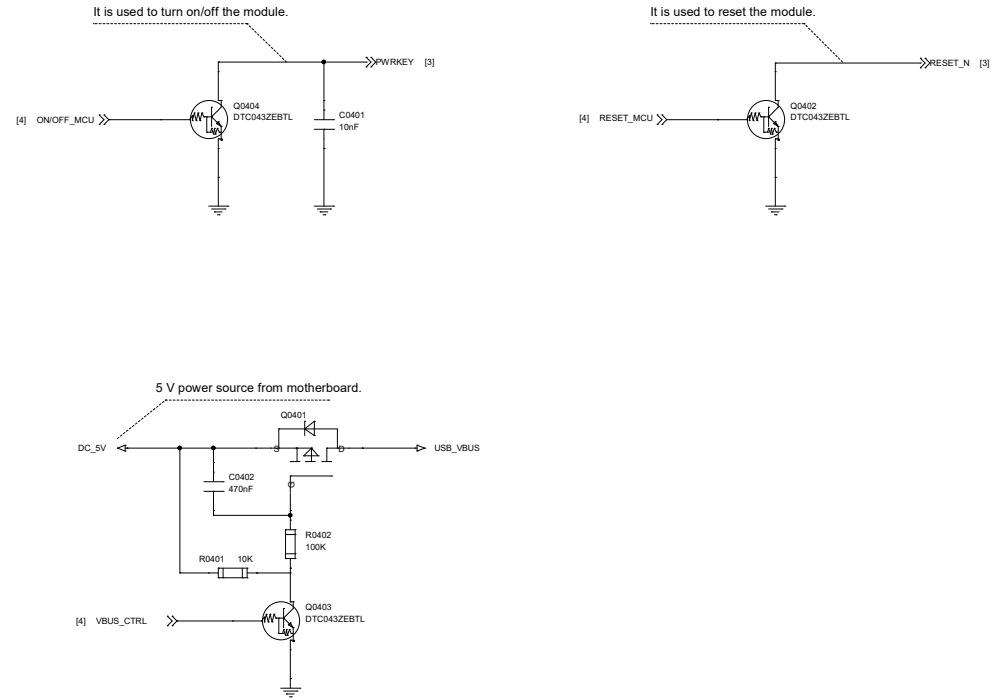 It is used to turn on/off the module.
PWRKEY [3]
[4] ON/OFF_MCU
Q0404
DTC043ZEBTL
C0401
10nF
It is used to reset the module.
RESET_N [3]
[4] RESET_MCU
Q0402
DTC043ZEBTL
5 V power source from motherboard.
Q0401
DC_5V
S
D
USB_VBUS
C0402
470nF
G
R0402
100K
R0401 10K
Q0403
DTC043ZEBTL
[4] VBUS_CTRL